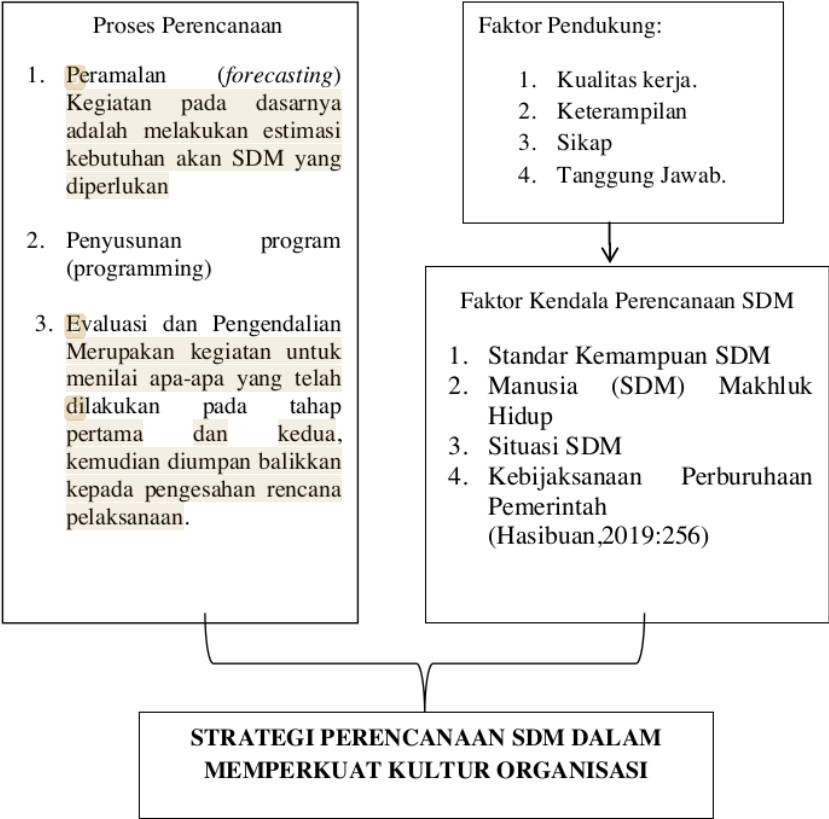 Proses Perencanaan
1. Peramalan (forecasting)
Kegiatan pada dasarnya
adalah melakukan estimasi
kebutuhan akan SDM yang
diperlukan
2. Penyusunan program
(programming)
3. Evaluasi dan Pengendalian
Merupakan kegiatan untuk
menilai apa-apa yang telah
dilakukan pada tahap
pertama dan kedua,
kemudian diumpan balikkan
kepada pengesahan rencana
pelaksanaan.
Faktor Pendukung:
1. Kualitas kerja.
2. Keterampilan
3. Sikap
4. Tanggung Jawab.
Faktor Kendala Perencanaan SDM
1. Standar Kemampuan SDM
2. Manusia (SDM) Makhluk
Hidup
3. Situasi SDM
4. Kebijaksanaan Perburuhaan
Pemerintah
(Hasibuan,2019:256)
STRATEGI PERENCANAAN SDM DALAM
MEMPERKUAT KULTUR ORGANISASI